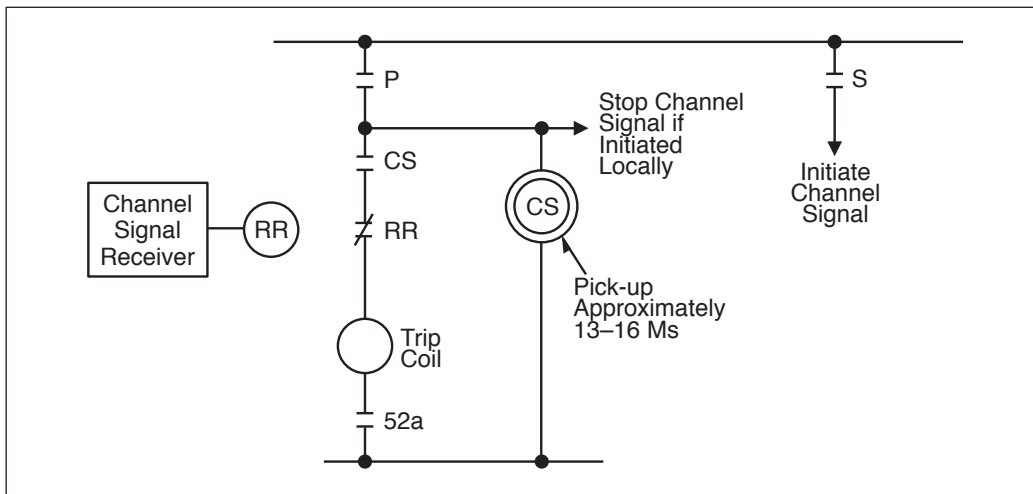 P
S
Stop Channel
Signal if
Initiated
Locally
CS
Initiate
Channel
Signal
Channel
Signal
Receiver
RR
RR
CS
Pick-up
Approximately
13–16 Ms
Trip
Coil
52a